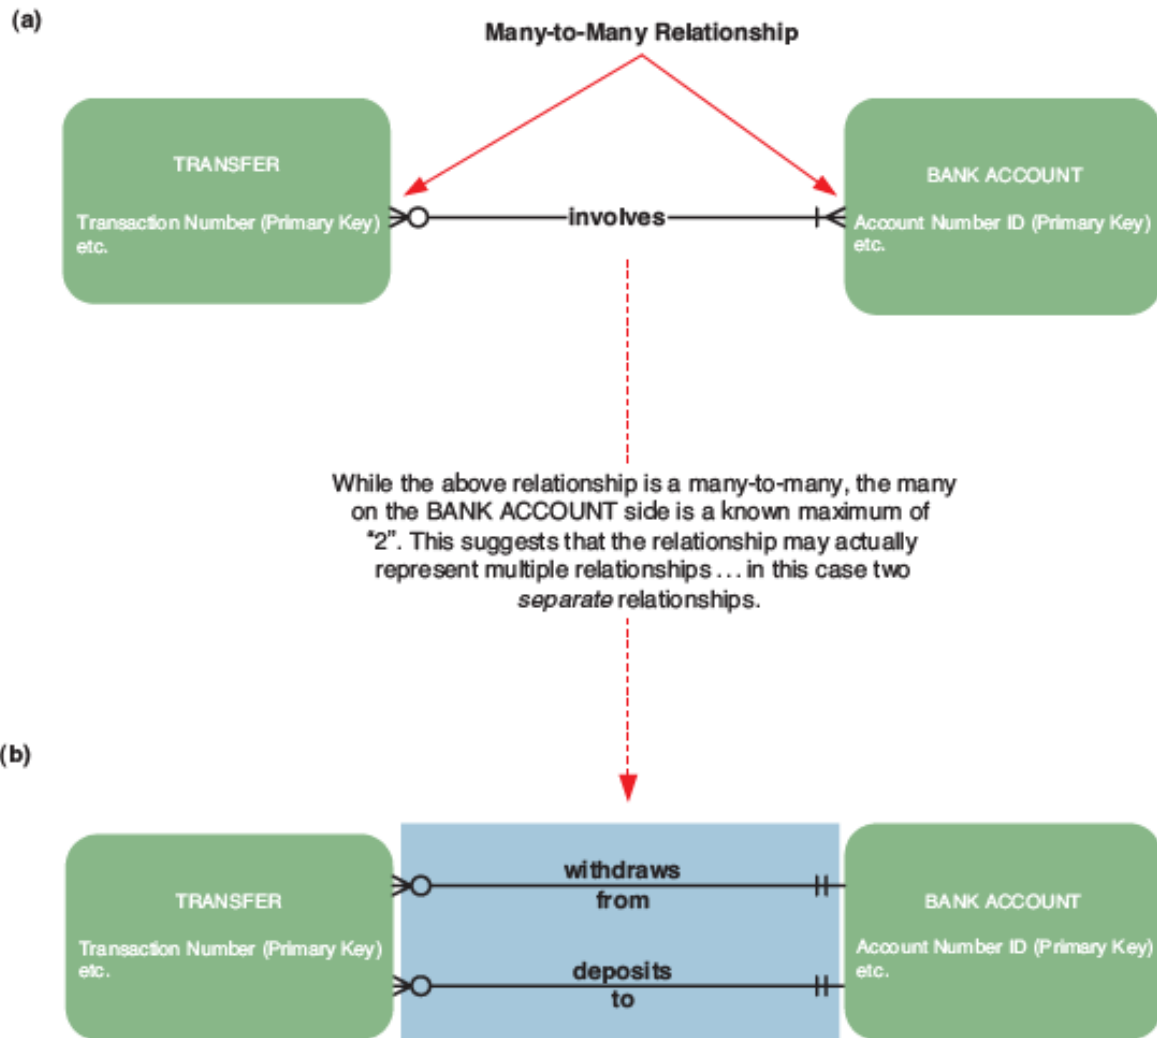 (a)
Many-to-Many Relationship
TRANSFER
Transaction Number (Primary Key)
etc.
involves
BANK ACCOUNT
Account Number ID (Primary Key)
etc.
While the above relationship is a many-to-many, the many
on the BANK ACCOUNT side is a known maximum of
“2”. This suggests that the relationship may actually
represent multiple relationships ... in this case two
separate relationships.
(b)
TRANSFER
Transaction Number (Primary Key)
etc.
withdraws
from
deposits
to
BANK ACCOUNT
Account Number ID (Primary Key)
etc.